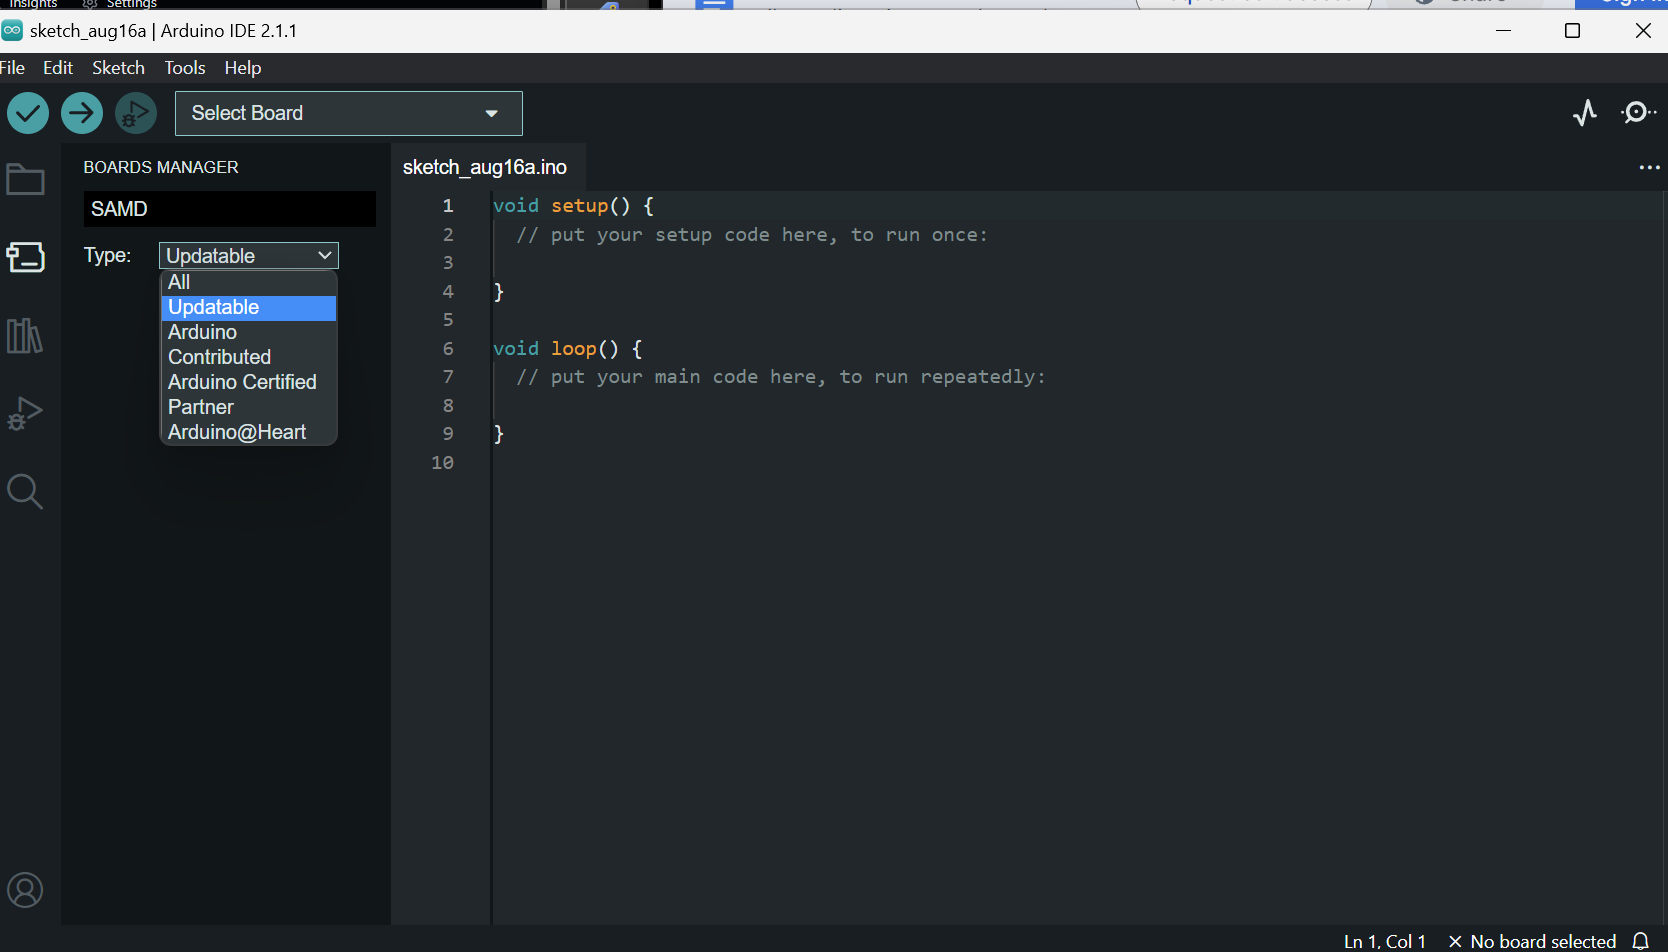 Insights Settings
sketch_aug16a | Arduino IDE 2.1.1
File Edit Sketch Tools Help
Select Board
BOARDS MANAGER
SAMD
Type: Updatable
All
Updatable
Arduino
Contributed
Arduino Certified
Partner
Arduino@Heart
sketch_aug16a.ino
1 void setup() {
2 // put your setup code here, to run once:
3
4 }
5
6 void loop() {
7 // put your main code here, to run repeatedly:
8
9 }
10
Ln 1, Col 1 × No board selected